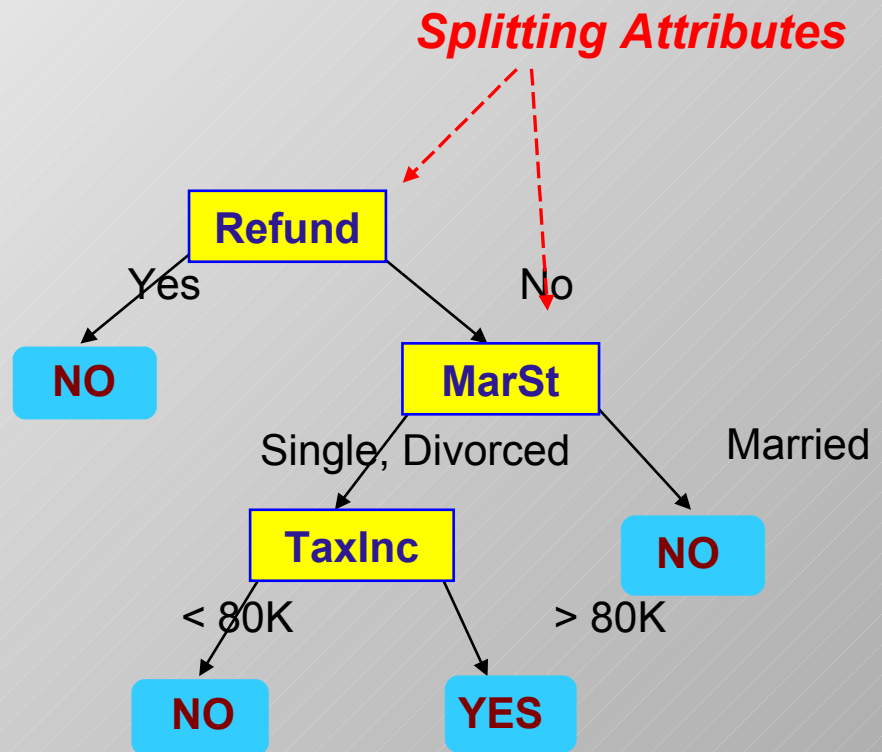 Splitting Attributes
Refund
Yes
No
NO
MarSt
Single, Divorced
Married
TaxInc
NO
< 80K
> 80K
NO
YES